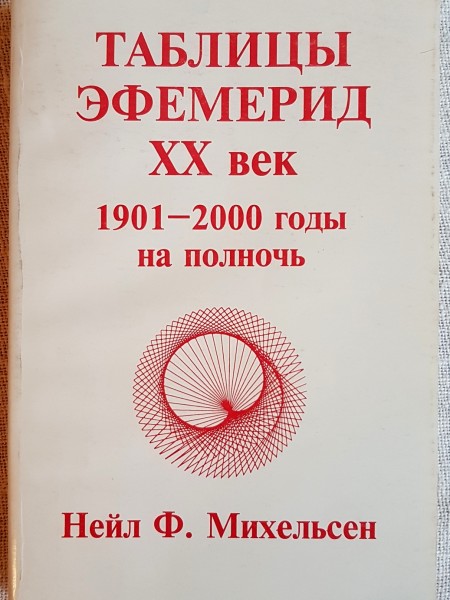 ТАБЛИЦЫ
ЭФЕМЕРИД
XX век
1901–2000 годы
на полночь
Нейл Ф. Михельсен